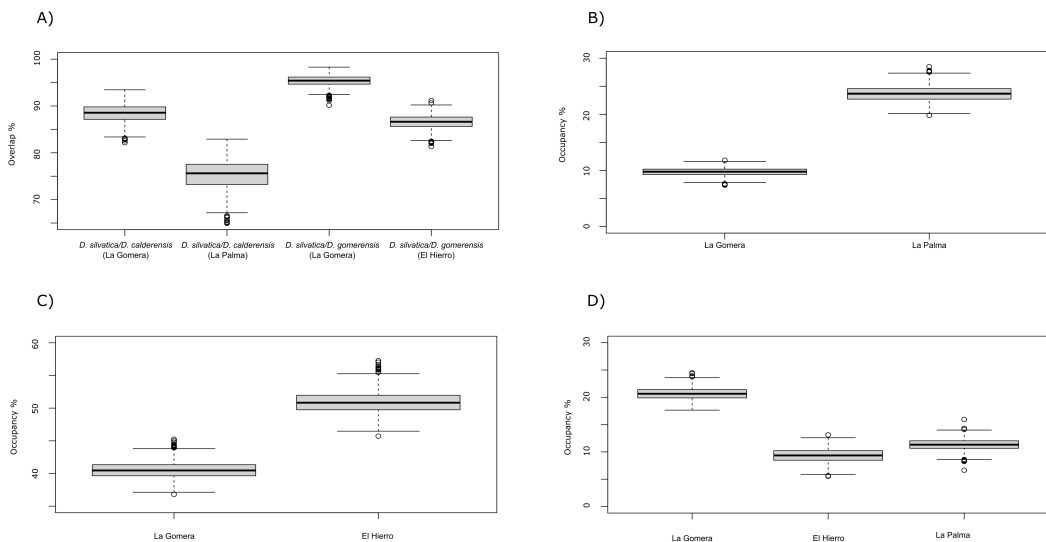 A)
100
90
80
70
Overlap %
D. silvatica/D. calderensis
(La Gomera)
D. silvatica/D. calderensis
(La Palma)
D. silvatica/D. gomerensis
(La Gomera)
D. silvatica/D. gomerensis
(El Hierro)
B)
30
20
10
0
Occupancy %
La Gomera
La Palma
C)
60
50
40
Occupancy %
La Gomera
El Hierro
D)
30
20
10
0
Occupancy %
La Gomera
El Hierro
La Palma